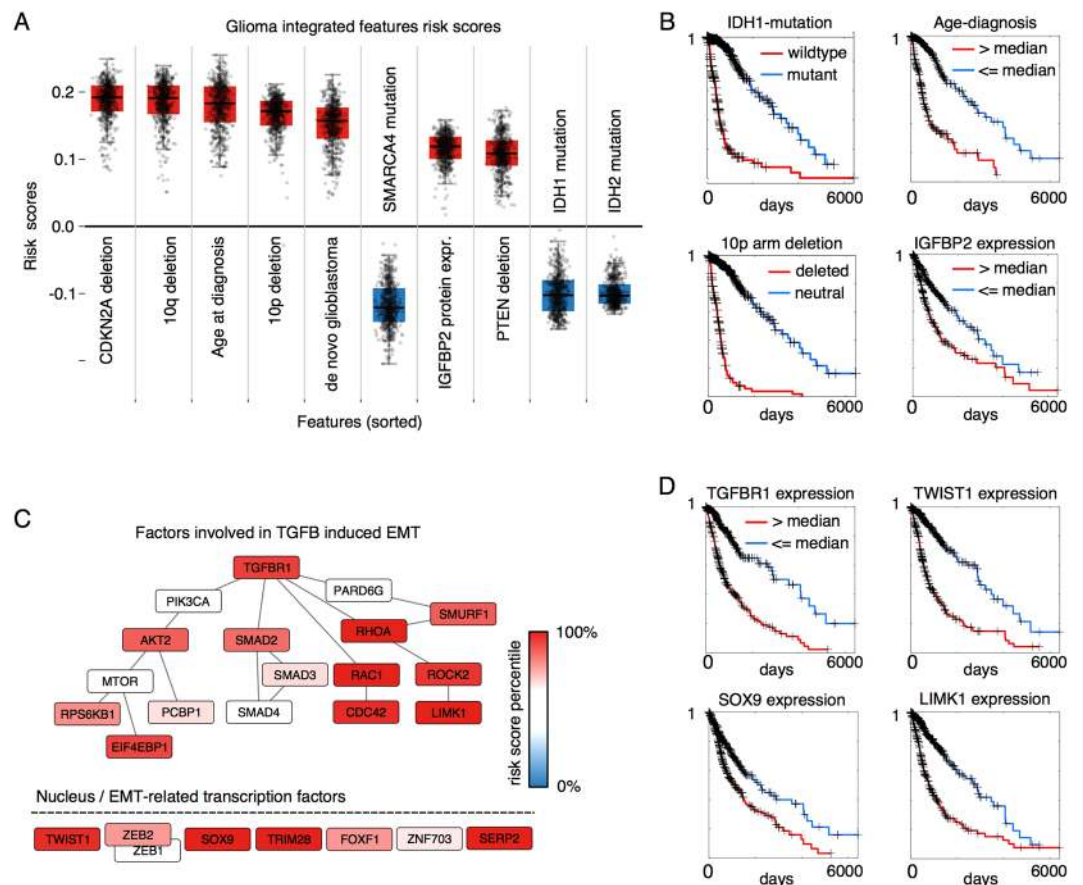 A
Glioma integrated features risk scores
Risk scores
0.2
0.1
0.0
-0.1
CDKN2A deletion
10q deletion
Age at diagnosis
10p deletion
de novo glioblastoma
SMARCA4 mutation
IGFBP2 protein expr.
PTEN deletion
IDH1 mutation
IDH2 mutation
Features (sorted)
B
IDH1-mutation
1
wildtype
mutant
0 6000
days
Age-diagnosis
1
> median
<= median
0 6000
days
10p arm deletion
1
deleted
neutral
0 6000
days
IGFBP2 expression
1
> median
<= median
0 6000
days
C
Factors involved in TGFB induced EMT
TGFBR1
PARD6G
PIK3CA
SMURF1
RHOA
AKT2
SMAD2
SMAD3
RAC1
ROCK2
MTOR
RPS6KB1
PCBP1
SMAD4
CDC42
LIMK1
EIF4EBP1
100%
risk score percentile
0%
Nucleus / EMT-related transcription factors
TWIST1
ZEB2
ZEB1
SOX9
TRIM28
FOXF1
ZNF703
SERP2
D
TGFBR1 expression
1
> median
<= median
0 6000
days
TWIST1 expression
1
0 6000
days
SOX9 expression
1
0 6000
days
LIMK1 expression
1
0 6000
days